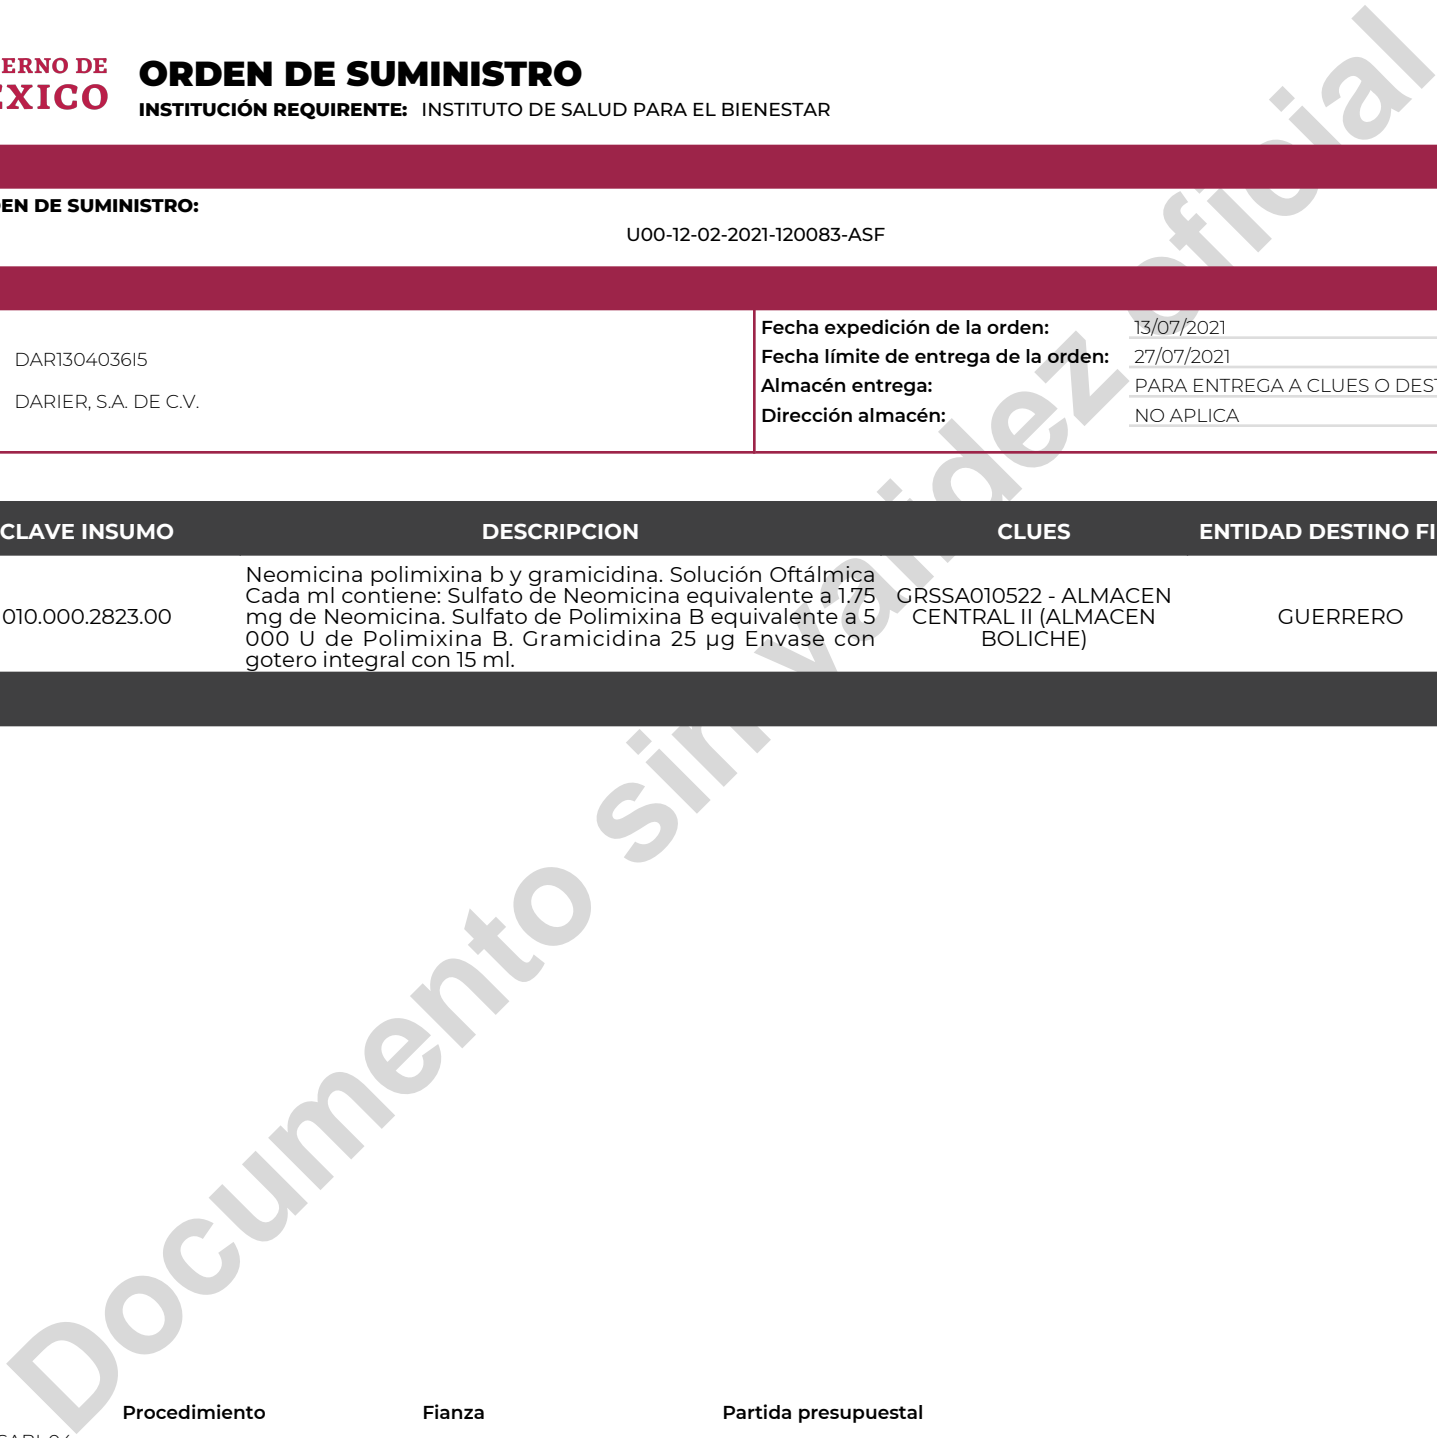 ERNO DE
EXICO
ORDEN DE SUMINISTRO
INSTITUCIÓN REQUIRENTE: INSTITUTO DE SALUD PARA EL BIENESTAR
EN DE SUMINISTRO:
U00-12-02-2021-120083-ASF
DAR1304036I5
DARIER, S.A. DE C.V.
Fecha expedición de la orden: 13/07/2021
Fecha límite de entrega de la orden: 27/07/2021
Almacén entrega: PARA ENTREGA A CLUES O DEST
Dirección almacén: NO APLICA
CLAVE INSUMO DESCRIPCION CLUES ENTIDAD DESTINO FI
010.000.2823.00
Neomicina polimixina b y gramicidina. Solución Oftálmica
Cada ml contiene: Sulfato de Neomicina equivalente a 1.75
mg de Neomicina. Sulfato de Polimixina B equivalente a 5
000 U de Polimixina B. Gramicidina 25 µg Envase con
gotero integral con 15 ml.
GRSSA010522 - ALMACEN
CENTRAL II (ALMACEN
BOLICHE)
GUERRERO
Documento sin validez oficial
Procedimiento Fianza Partida presupuestal